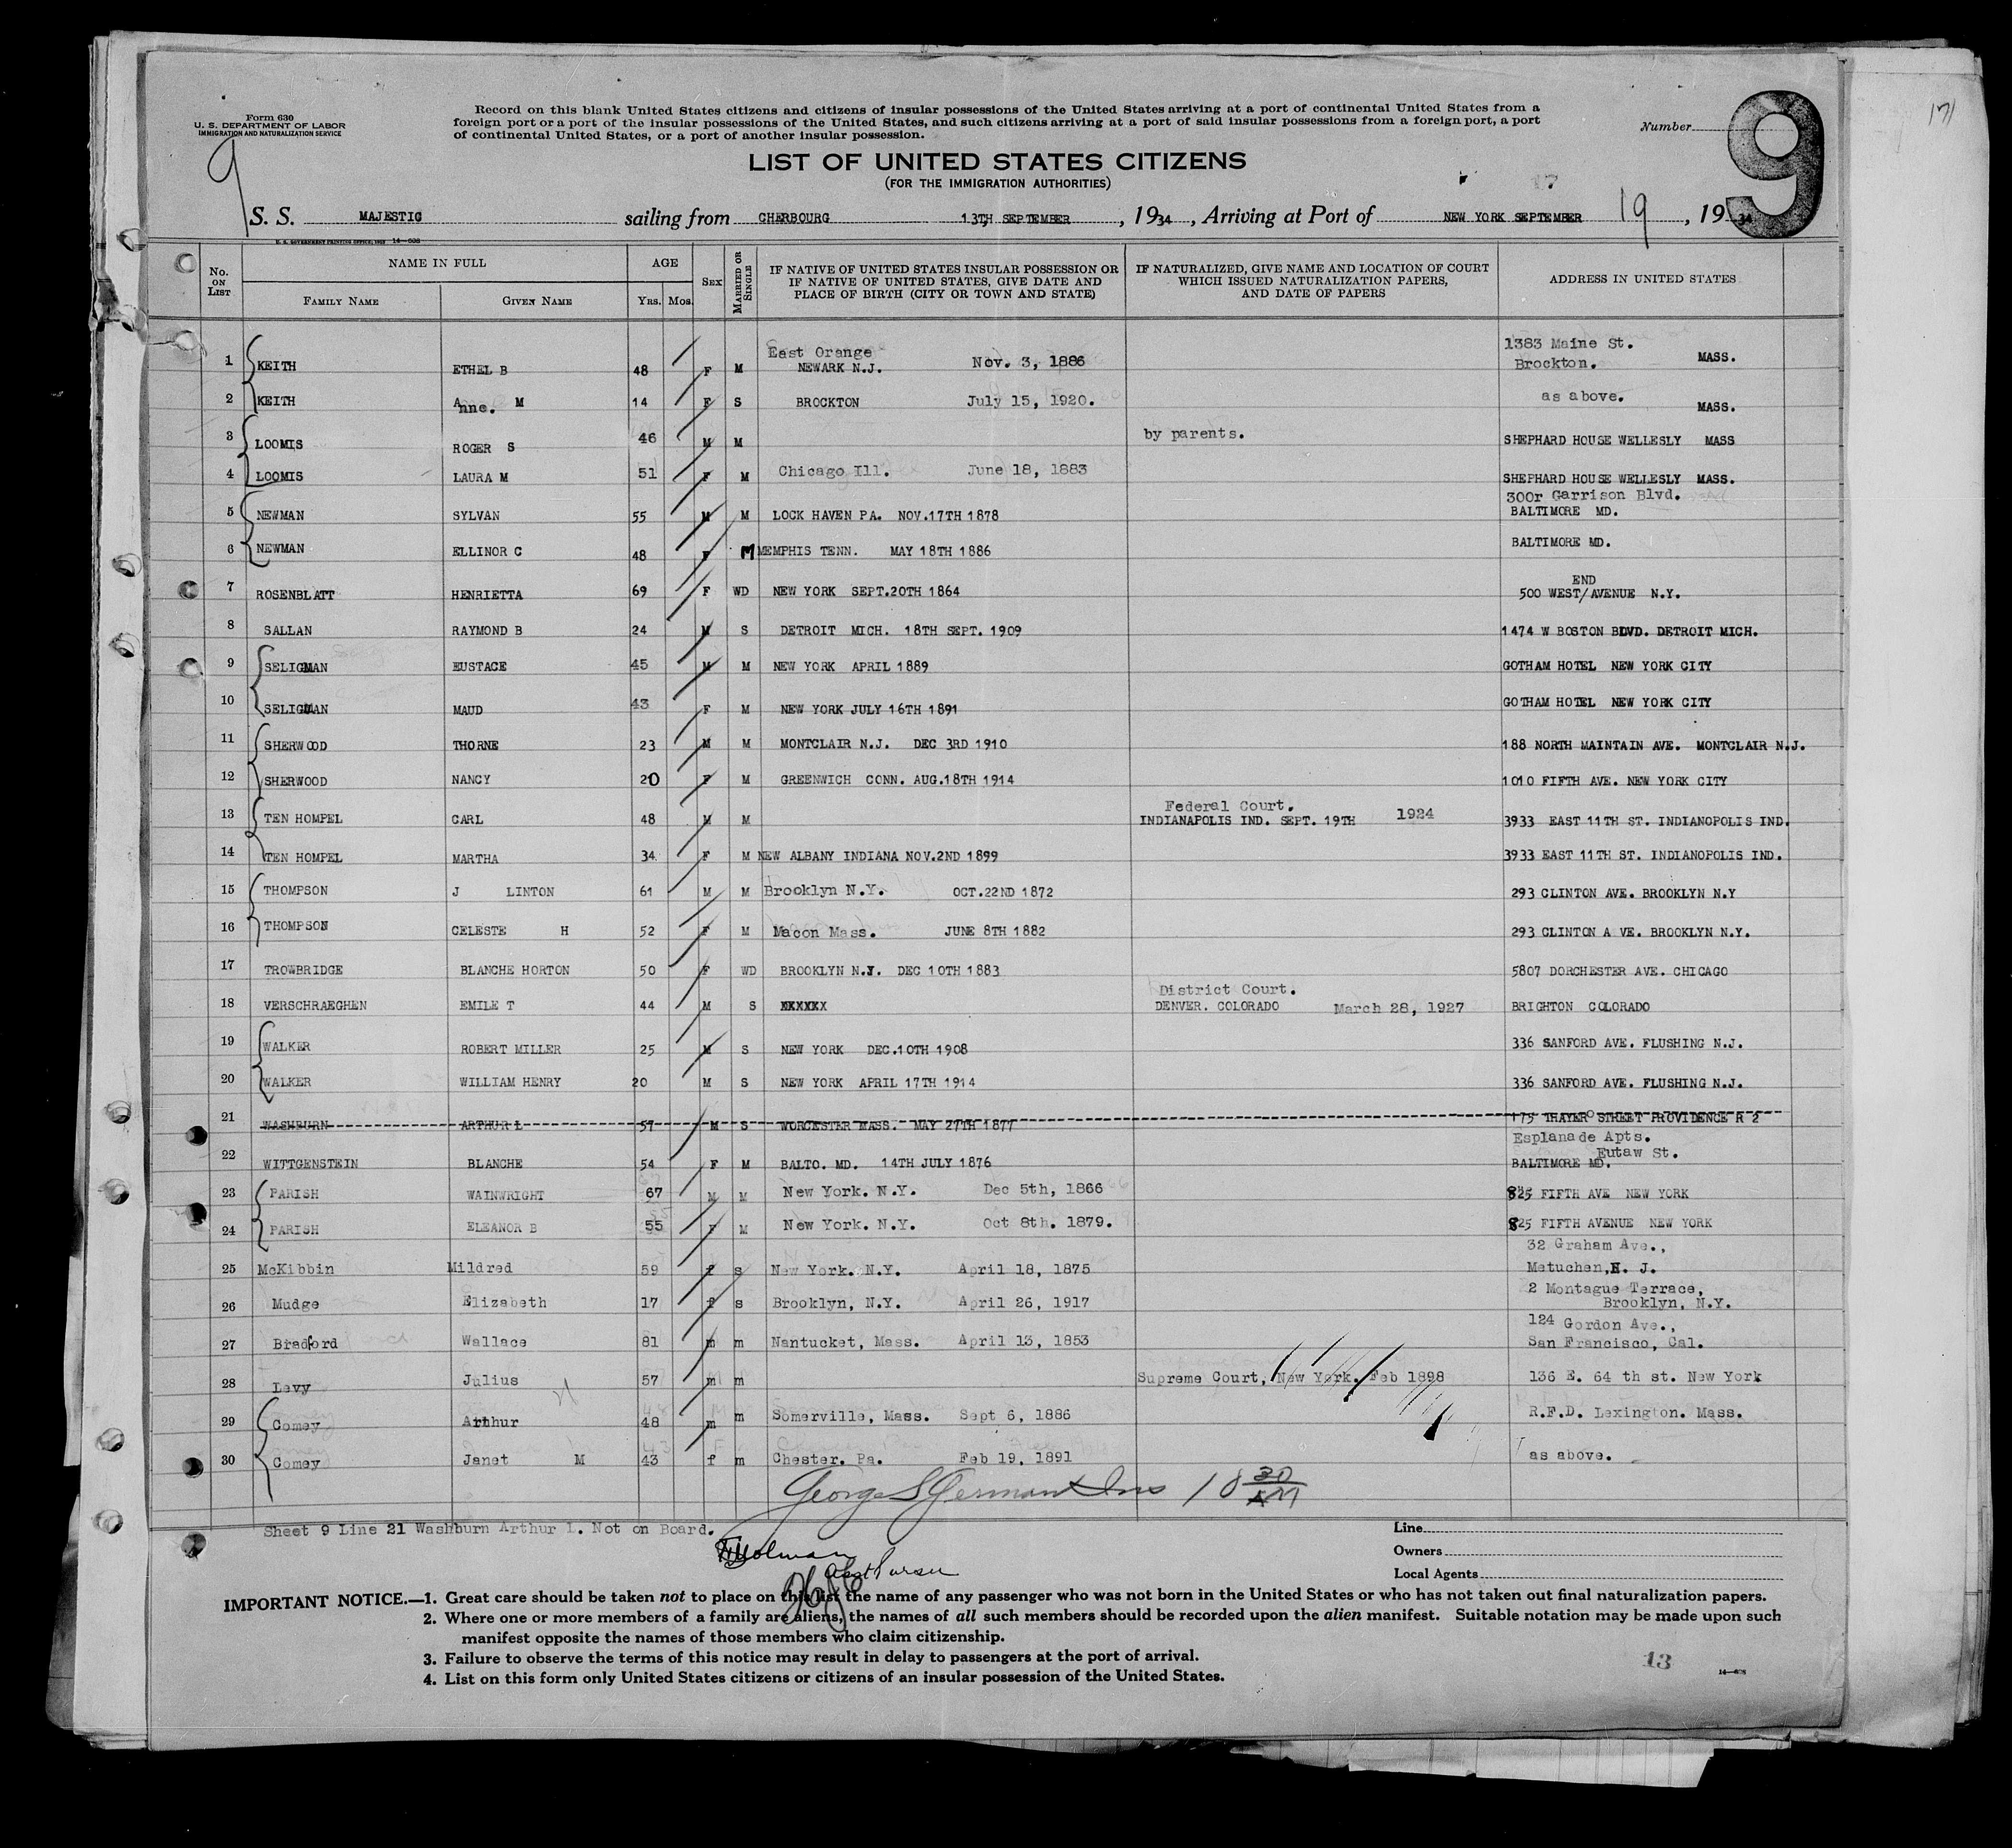 171
Form 630
U. S. DEPARTMENT OF LABOR
IMMIGRATION AND NATURALIZATION SERVICE
Record on this blank United States citizens and citizens of insular possessions of the United States arriving at a port of continental United States from a
foreign port or a port of the insular possessions of the United States, and such citizens arriving at a port of said insular possessions from a foreign port, a port
of continental United States, or a port of another insular possession.
Number
9
9
LIST OF UNITED STATES CITIZENS
(FOR THE IMMIGRATION AUTHORITIES)
S. S. MAJESTIC sailing from CHERBOURG 13TH SEPTEMBER, 1934, Arriving at Port of NEW YORK SEPTEMBER 19, 1934
U. S. GOVERNMENT PRINTING OFFICE 14—608
No. ON LIST NAME IN FULL AGE SEX MARRIED OR SINGLE IF NATIVE OF UNITED STATES INSULAR POSSESSION OR IF NATIVE OF UNITED STATES, GIVE DATE AND PLACE OF BIRTH (CITY OR TOWN AND STATE) IF NATURALIZED, GIVE NAME AND LOCATION OF COURT WHICH ISSUED NATURALIZATION PAPERS, AND DATE OF PAPERS ADDRESS IN UNITED STATES
FAMILY NAME GIVEN NAME YRS. MOS.
East Orange 1383 Maine St.
1 KEITH ETHEL B 48 F M NEWARK N.J. Nov. 3, 1886 Brockton. MASS.
2 KEITH Anne. M 14 F S BROCKTON July 15, 1920. as above. MASS.
3 LOOMIS ROGER S 46 M M by parents. SHEPHARD HOUSE WELLESLY MASS
4 LOOMIS LAURA M 51 F M Chicago Ill. June 18, 1883 SHEPHARD HOUSE WELLESLY MASS.
300r Garrison Blvd.
5 NEWMAN SYLVAN 55 M M LOCK HAVEN PA. NOV.17TH 1878 BALTIMORE MD.
6 NEWMAN ELLINOR C 48 F M MEMPHIS TENN. MAY 18TH 1886 BALTIMORE MD.
END
7 ROSENBLATT HENRIETTA 69 F WD NEW YORK SEPT.20TH 1864 500 WEST/AVENUE N.Y.
8 SALLAN RAYMOND B 24 M S DETROIT MICH. 18TH SEPT. 1909 1474 W BOSTON BLVD. DETROIT MICH.
9 SELIGMAN EUSTACE 45 M M NEW YORK APRIL 1889 GOTHAM HOTEL NEW YORK CITY
10 SELIGMAN MAUD 43 F M NEW YORK JULY 16TH 1891 GOTHAM HOTEL NEW YORK CITY
11 SHERWOOD THORNE 23 M M MONTCLAIR N.J. DEC 3RD 1910 188 NORTH MAINTAIN AVE. MONTCLAIR N.J.
12 SHERWOOD NANCY 20 F M GREENWICH CONN. AUG.18TH 1914 1010 FIFTH AVE. NEW YORK CITY
Federal Court.
13 TEN HOMPEL CARL 48 M M INDIANAPOLIS IND. SEPT. 19TH 1924 3933 EAST 11TH ST. INDIANOPOLIS IND.
14 TEN HOMPEL MARTHA 34 F M NEW ALBANY INDIANA NOV.2ND 1899 3933 EAST 11TH ST. INDIANOPOLIS IND.
15 THOMPSON J LINTON 61 M M Brooklyn N.Y. OCT.22ND 1872 293 CLINTON AVE. BROOKLYN N.Y
16 THOMPSON CELESTE H 52 F M Macon Mass. JUNE 8TH 1882 293 CLINTON A VE. BROOKLYN N.Y.
17 TROWBRIDGE BLANCHE HORTON 50 F WD BROOKLYN N.Y. DEC 10TH 1883 5807 DORCHESTER AVE. CHICAGO
District Court.
18 VERSCHRAEGHEN EMILE T 44 M S XXXXXX DENVER. COLORADO March 28, 1927 BRIGHTON COLORADO
19 WALKER ROBERT MILLER 25 M S NEW YORK DEC.10TH 1908 336 SANFORD AVE. FLUSHING N.J.
20 WALKER WILLIAM HENRY 20 M S NEW YORK APRIL 17TH 1914 336 SANFORD AVE. FLUSHING N.J.
21 WASHBURN ARTHUR L 57 M S WORCESTER MASS. MAY 27TH 1877 175 THAYER STREET PROVIDENCE R 2
Esplanade Apts.
Eutaw St.
22 WITTGENSTEIN BLANCHE 54 F M BALTO. MD. 14TH JULY 1876 BALTIMORE MD.
23 PARISH WAINWRIGHT 67 M M New York. N.Y. Dec 5th, 1866 825 FIFTH AVE NEW YORK
24 PARISH ELEANOR B 55 F M New York. N.Y. Oct 8th. 1879. 825 FIFTH AVENUE NEW YORK
32 Graham Ave.,
25 McKibbin Mildred 59 f s New York. N.Y. April 18, 1875 Metuchen, N. J.
2 Montague Terrace,
26 Mudge Elizabeth 17 f s Brooklyn, N.Y. April 26, 1917 Brooklyn, N.Y.
124 Gordon Ave.,
27 Bradford Wallace 81 m m Nantucket, Mass. April 13, 1853 San Francisco, Cal.
28 Levy Julius 57 m m Supreme Court, New York. Feb 1898 136 E. 64 th st. New York
29 Comey Arthur 48 m m Somerville, Mass. Sept 6, 1886 R.F.D. Lexington. Mass.
30 Comey Janet M 43 f m Chester. Pa. Feb 19, 1891 as above.
George S German Ins 10 30 AM
Sheet 9 Line 21 Washburn Arthur L. Not on Board.
Line
Owners
Local Agents
IMPORTANT NOTICE.—1. Great care should be taken not to place on this list the name of any passenger who was not born in the United States or who has not taken out final naturalization papers.
2. Where one or more members of a family are aliens, the names of all such members should be recorded upon the alien manifest. Suitable notation may be made upon such
manifest opposite the names of those members who claim citizenship.
3. Failure to observe the terms of this notice may result in delay to passengers at the port of arrival.
4. List on this form only United States citizens or citizens of an insular possession of the United States.
13